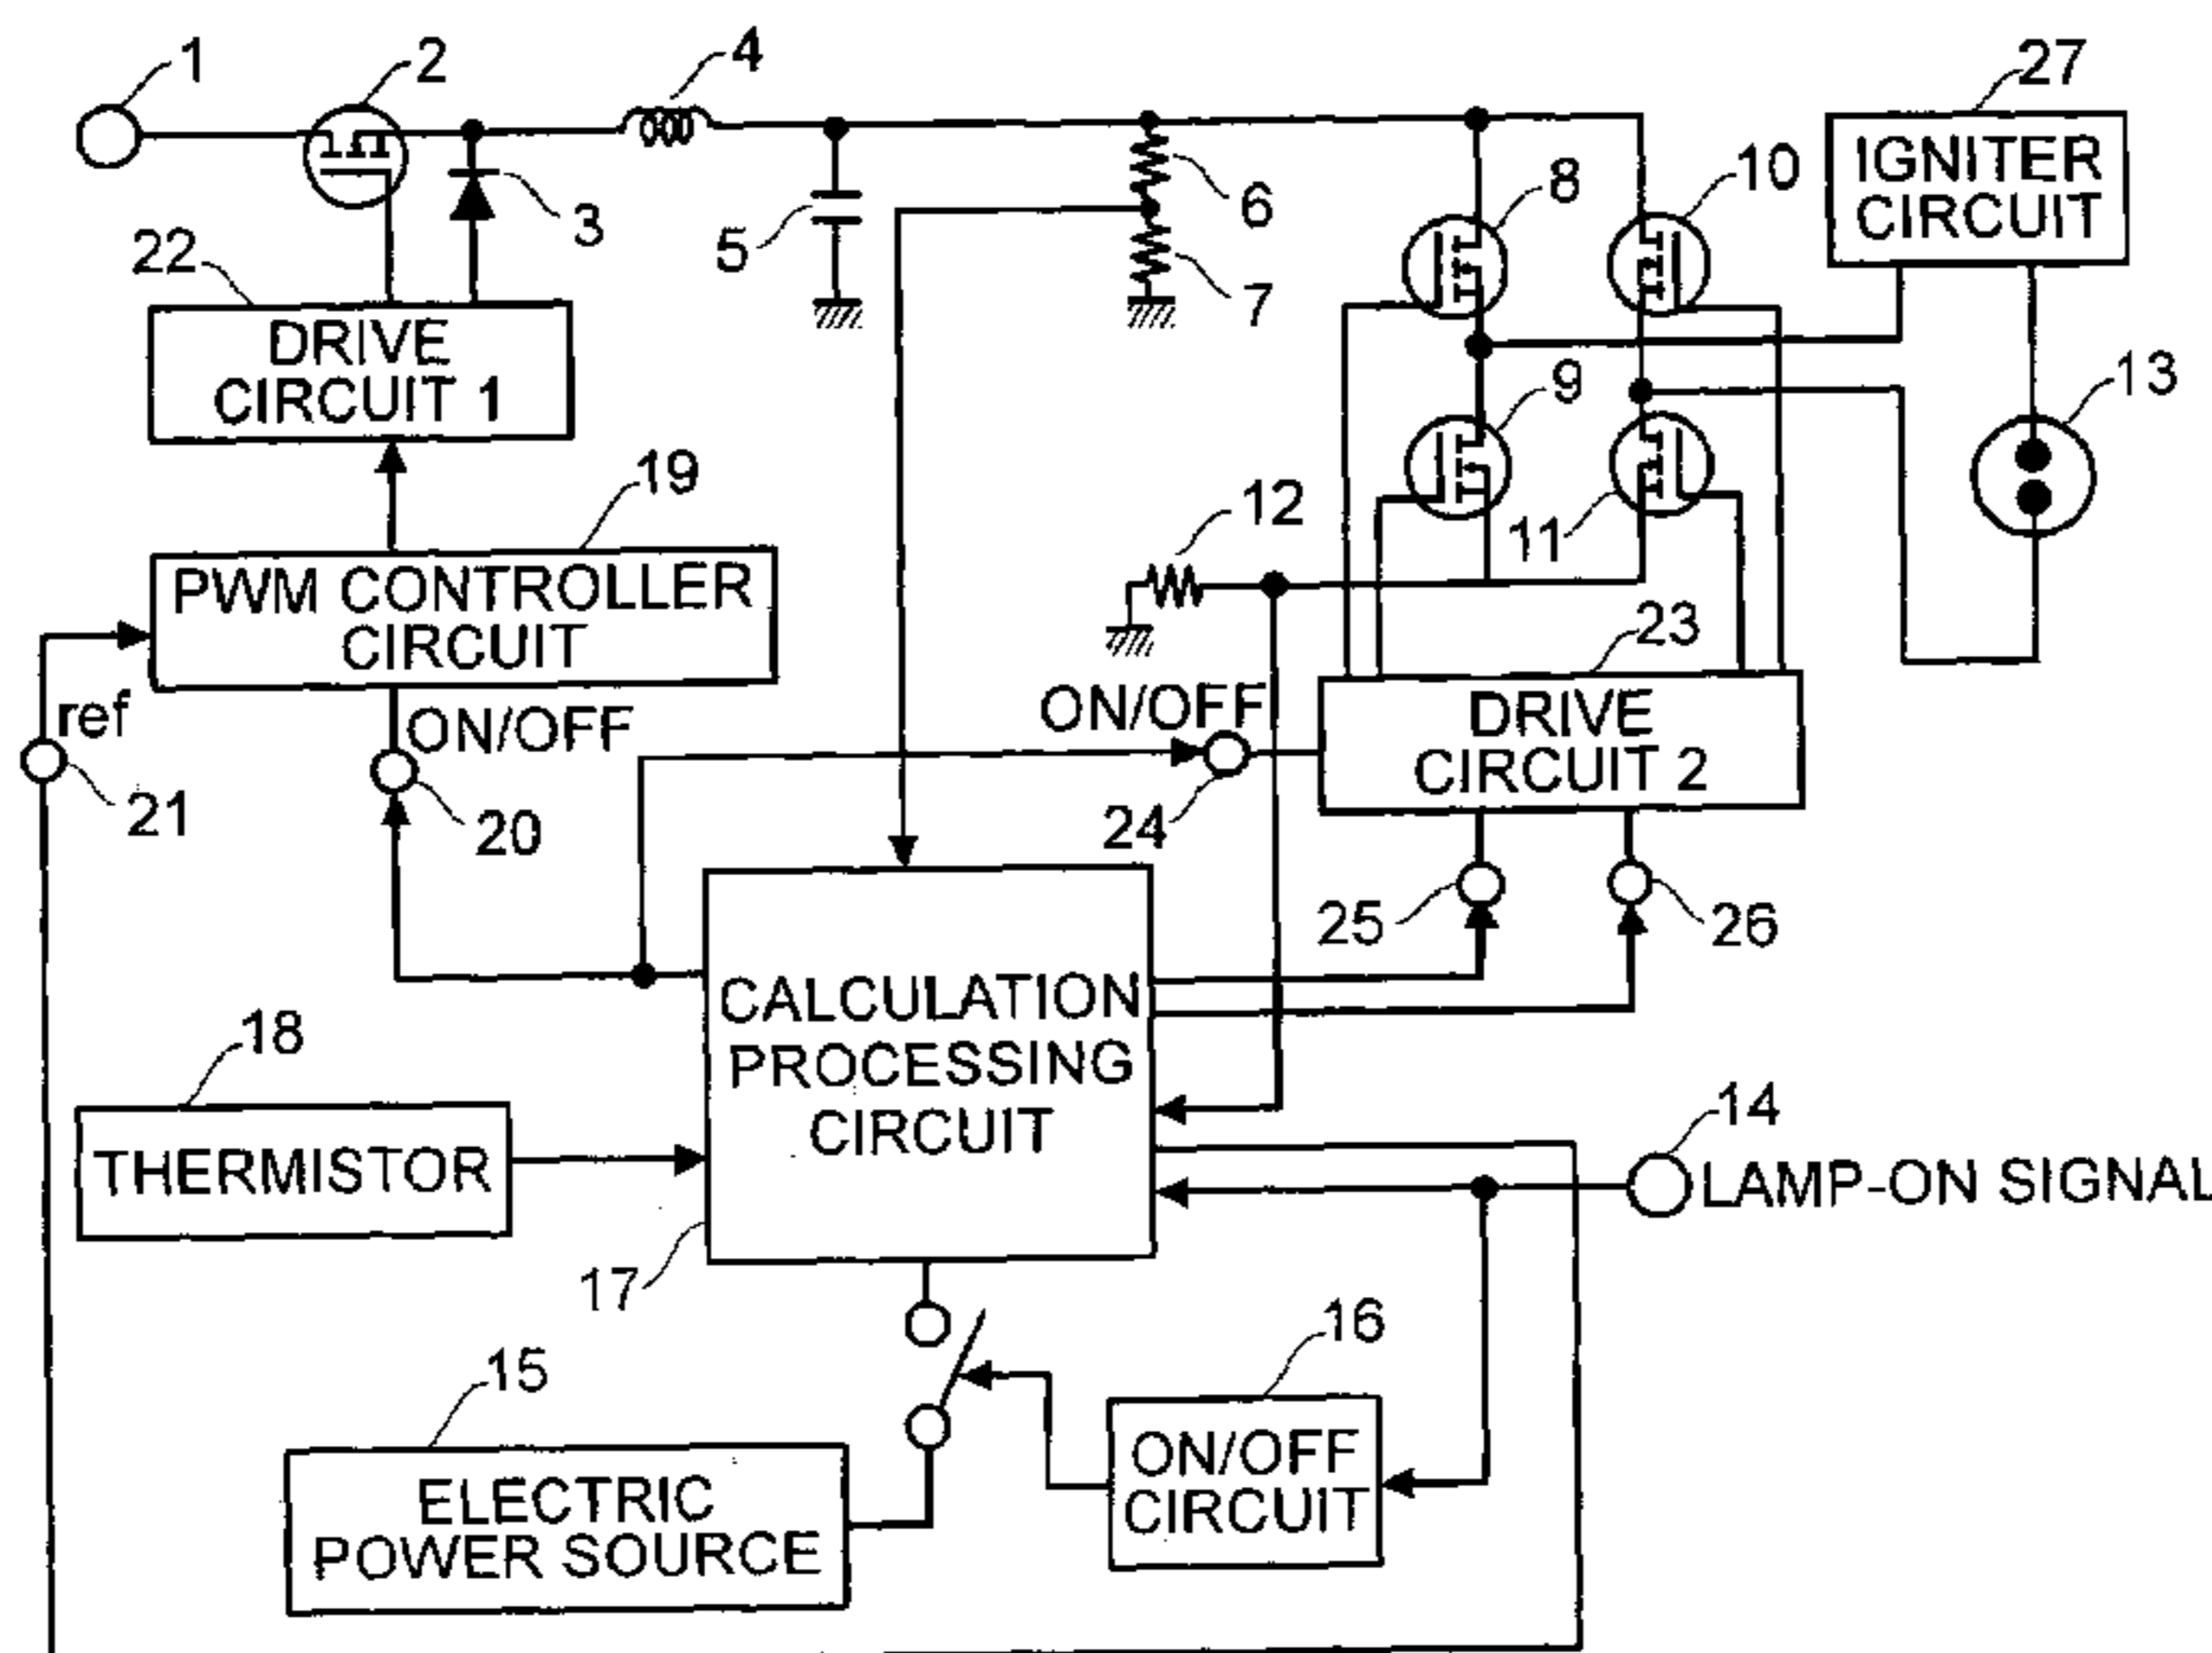 1
2
4
27
IGNITER
CIRCUIT
10
8
6
3
5
7
22
DRIVE
CIRCUIT 1
13
9
19
12
11
PWM CONTROLLER
CIRCUIT
23
ref
ON/OFF
ON/OFF
DRIVE
CIRCUIT 2
21
20
24
25
26
CALCULATION
PROCESSING
CIRCUIT
18
THERMISTOR
14
LAMP-ON SIGNAL
17
16
15
ON/OFF
CIRCUIT
ELECTRIC
POWER SOURCE